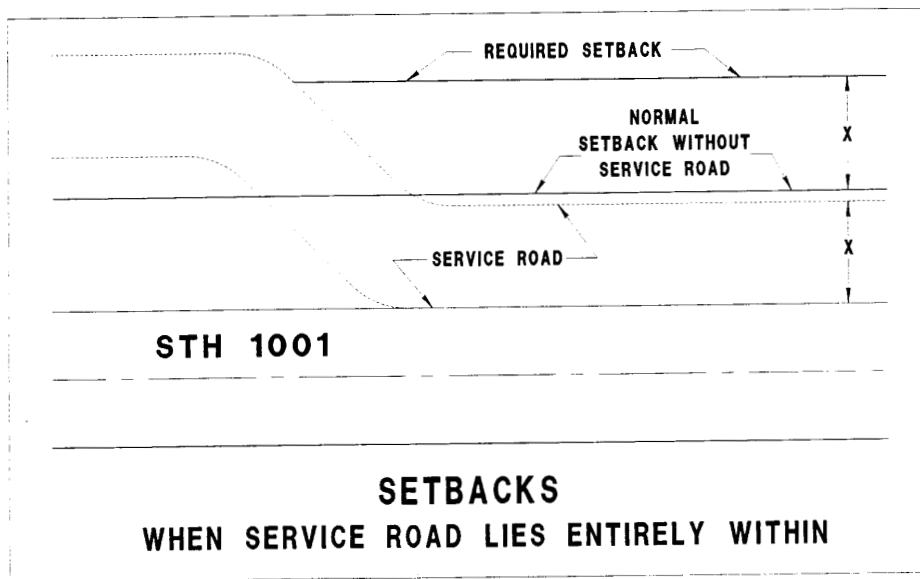 REQUIRED SETBACK
NORMAL
SETBACK WITHOUT
SERVICE ROAD
X
X
SERVICE ROAD
STH 1001
SETBACKS
WHEN SERVICE ROAD LIES ENTIRELY WITHIN